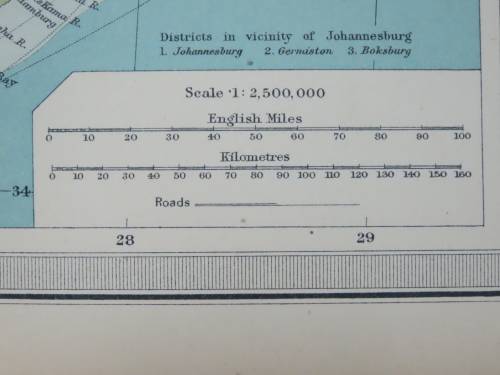 Kama R.
Hamburg
R.
Bay
Districts in vicinity of Johannesburg
1. Johannesburg 2. Germiston 3. Boksburg
Scale 1: 2,500,000
English Miles
0 10 20 30 40 50 60 70 80 90 100
Kilometres
0 10 20 30 40 50 60 70 80 90 100 110 120 130 140 150 160
34
Roads
28 29